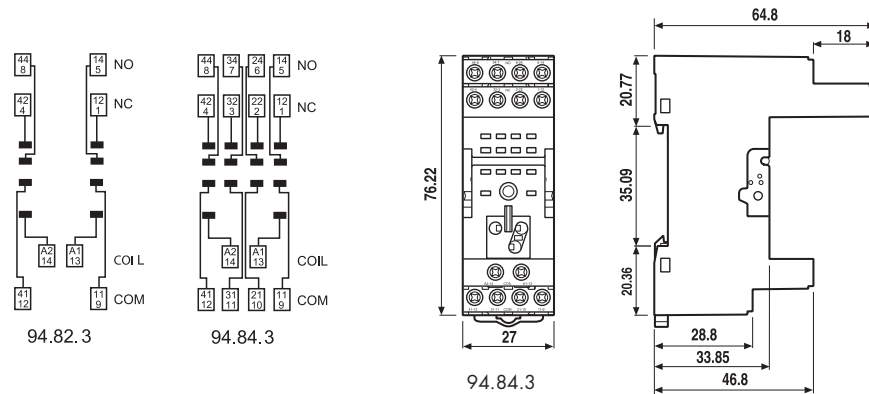 44 8
14 5
NO
42 4
12 1
NC
A2 14
A1 13
COIL
41 12
11 9
COM
94.82.3
44 8
34 7
24 6
14 5
NO
42 4
32 3
22 2
12 1
NC
A2 14
A1 13
COIL
41 12
31 11
21 10
11 9
COM
94.84.3
76.22
27
94.84.3
64.8
18
20.77
35.09
20.36
28.8
33.85
46.8